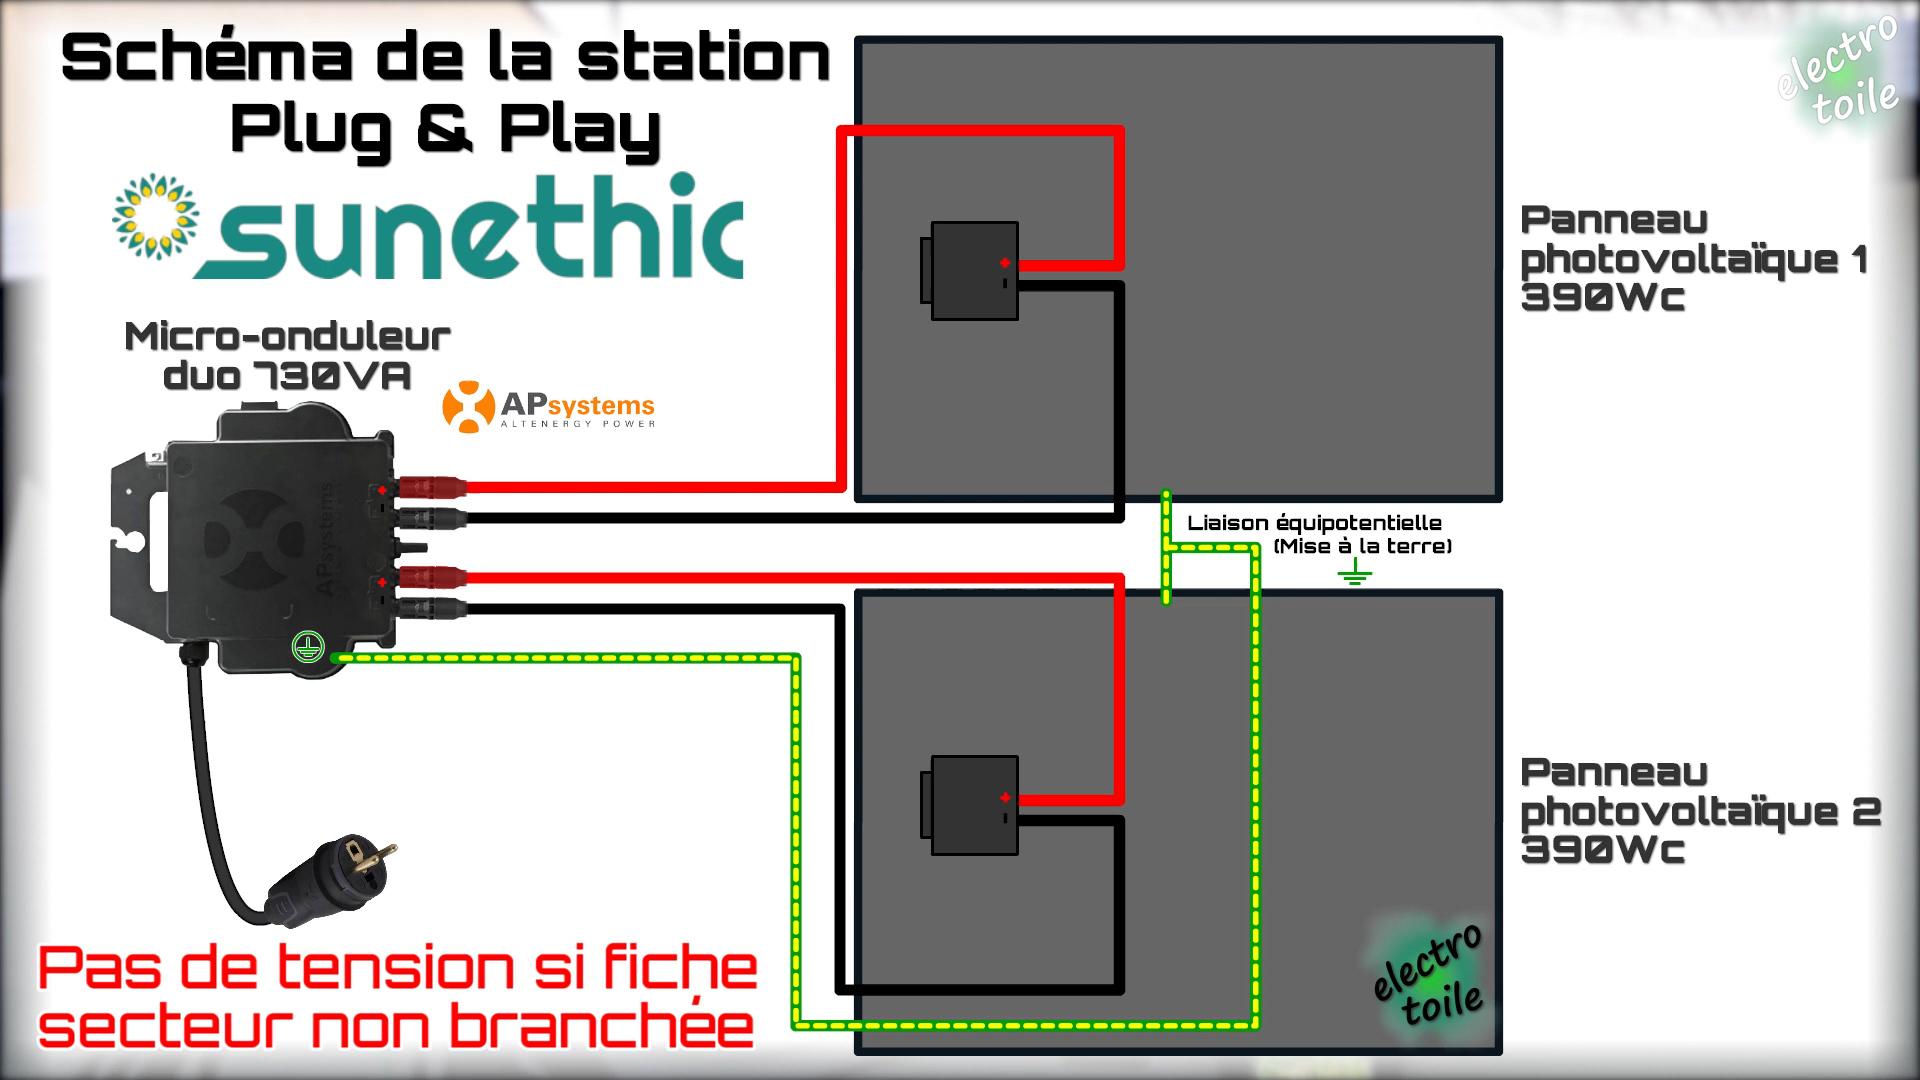 Schéma de la station
Plug & Play
sunethic
Micro-onduleur
duo 730VA
APsystems
ALTENERGY POWER
APsystems
Panneau
photovoltaïque 1
390Wc
Liaison équipotentielle
(Mise à la terre)
Panneau
photovoltaïque 2
390Wc
Pas de tension si fiche
secteur non branchée
electro
toile
electro
toile